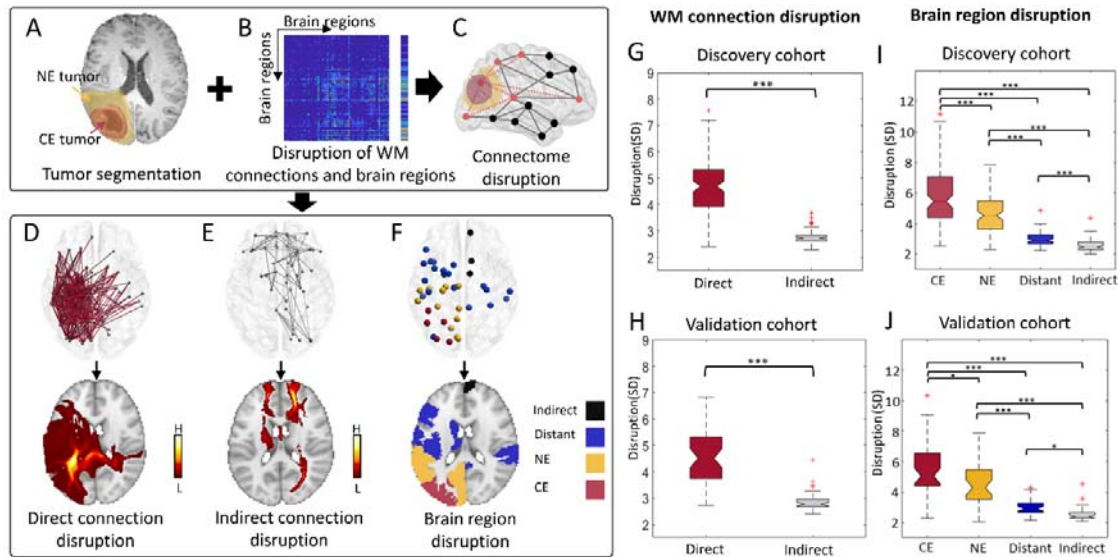 A
NE tumor
CE tumor
Tumor segmentation
B
Brain regions
Brain regions
Disruption of WM
connections and brain regions
C
Connectome
disruption
D
Direct connection
disruption
H
L
E
Indirect connection
disruption
H
L
F
Indirect
Distant
NE
CE
Brain region
disruption
WM connection disruption
G
Discovery cohort
Disruption(SD)
9
8
7
6
5
4
3
2
***
Direct
Indirect
H
Validation cohort
Disruption(SD)
9
8
7
6
5
4
3
2
***
Direct
Indirect
Brain region disruption
I
Discovery cohort
Disruption (SD)
12
10
8
6
4
2
***
***
***
***
***
***
CE
NE
Distant
Indirect
J
Validation cohort
Disruption (SD)
12
10
8
6
4
2
***
***
*
***
***
*
CE
NE
Distant
Indirect